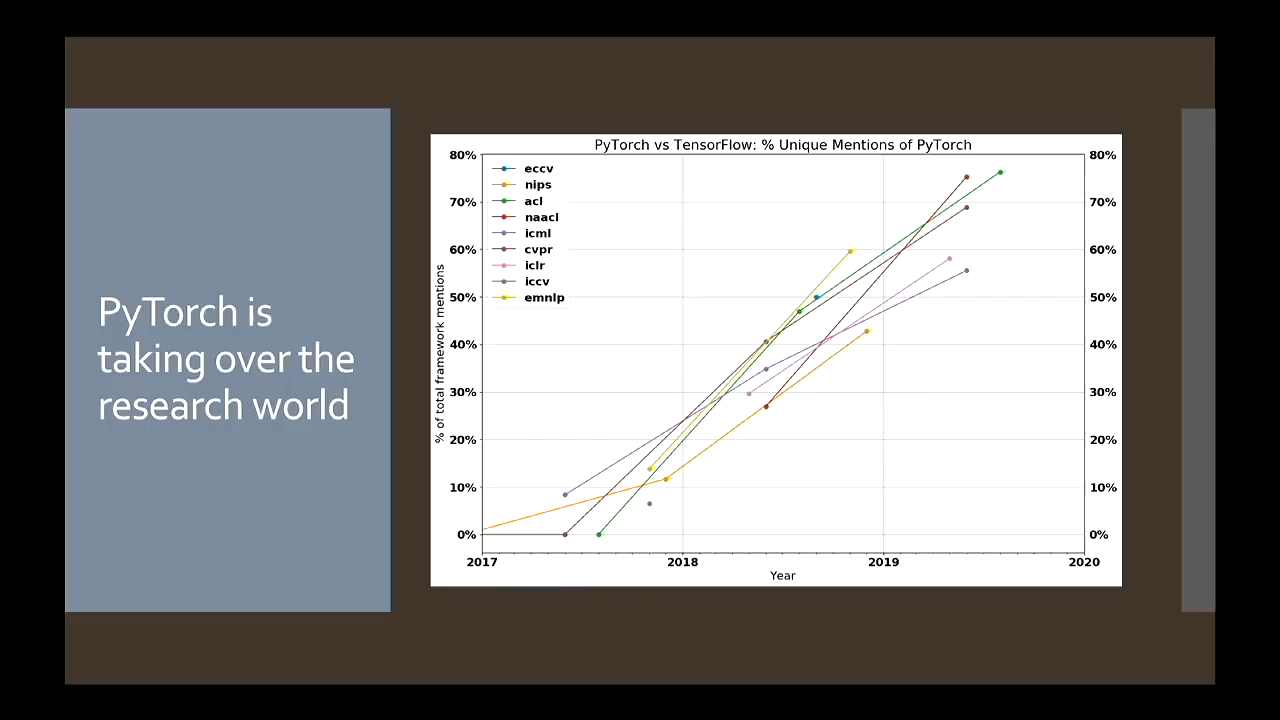 PyTorch is
taking over the
research world
PyTorch vs TensorFlow: % Unique Mentions of PyTorch
% of total framework mentions
80%
70%
60%
50%
40%
30%
20%
10%
0%
eccv
nips
acl
naacl
icml
cvpr
iclr
iccv
emnlp
80%
70%
60%
50%
40%
30%
20%
10%
0%
2017 2018 2019 2020
Year